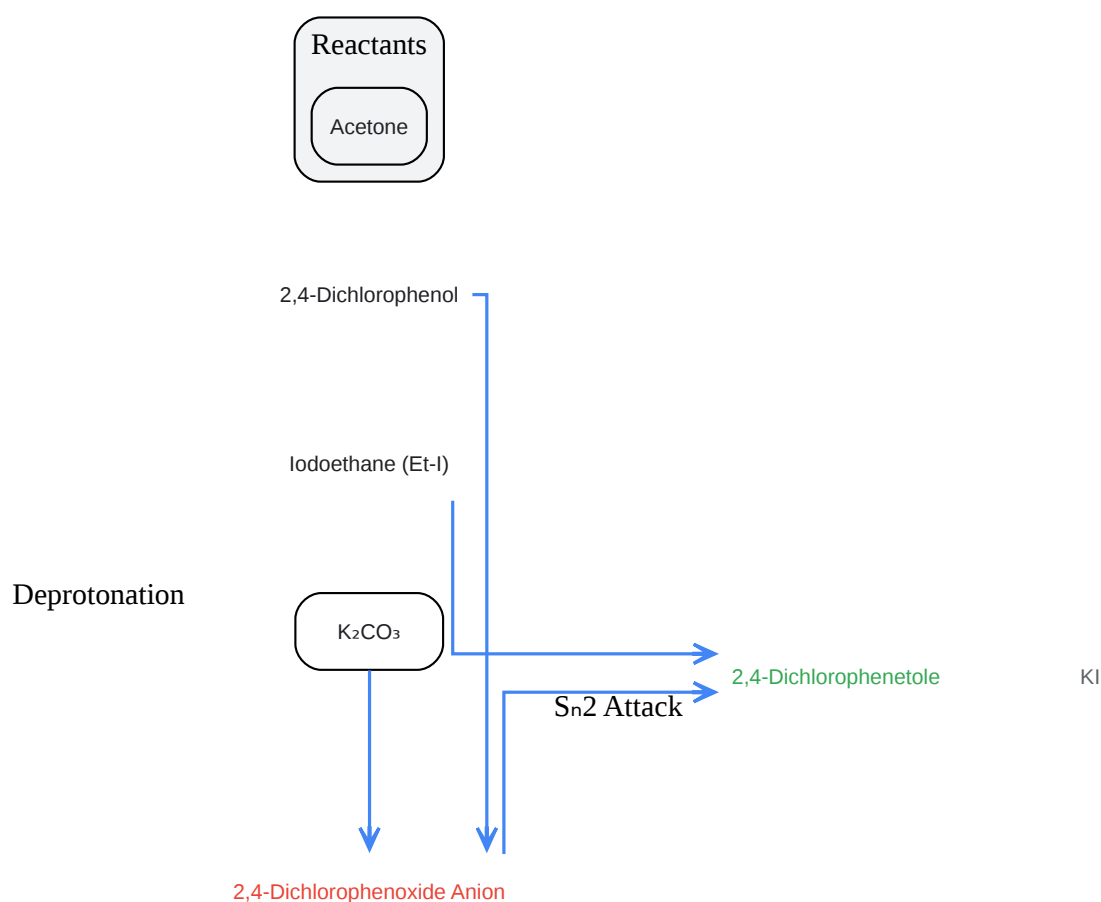 Reactants
Acetone
2,4-Dichlorophenol
Iodoethane (Et-I)
Deprotonation
K₂CO₃
2,4-Dichlorophenetole
KI
Sₙ2 Attack
2,4-Dichlorophenoxide Anion